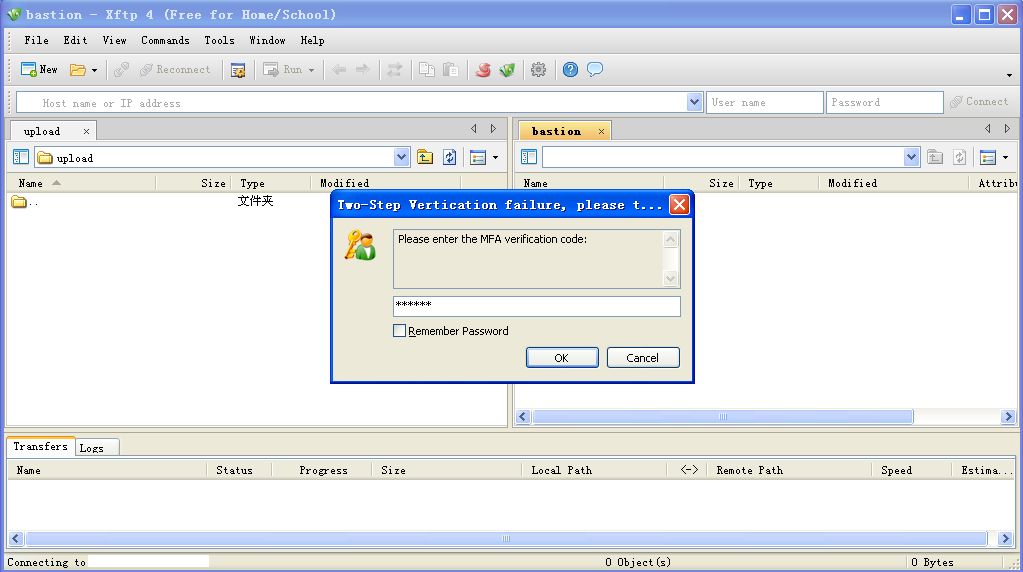 bastion - Xftp 4 (Free for Home/School)
File Edit View Commands Tools Window Help
New Reconnect Run
Host name or IP address User name Password Connect
upload bastion
upload
Name Size Type Modified Name Size Type Modified Attribu
.. 文件夹
Two-Step Vertication failure, please t...
Please enter the MFA verification code:
******
Remember Password
OK Cancel
Transfers Logs
Name Status Progress Size Local Path <-> Remote Path Speed Estima...
Connecting to 0 Object(s) 0 Bytes